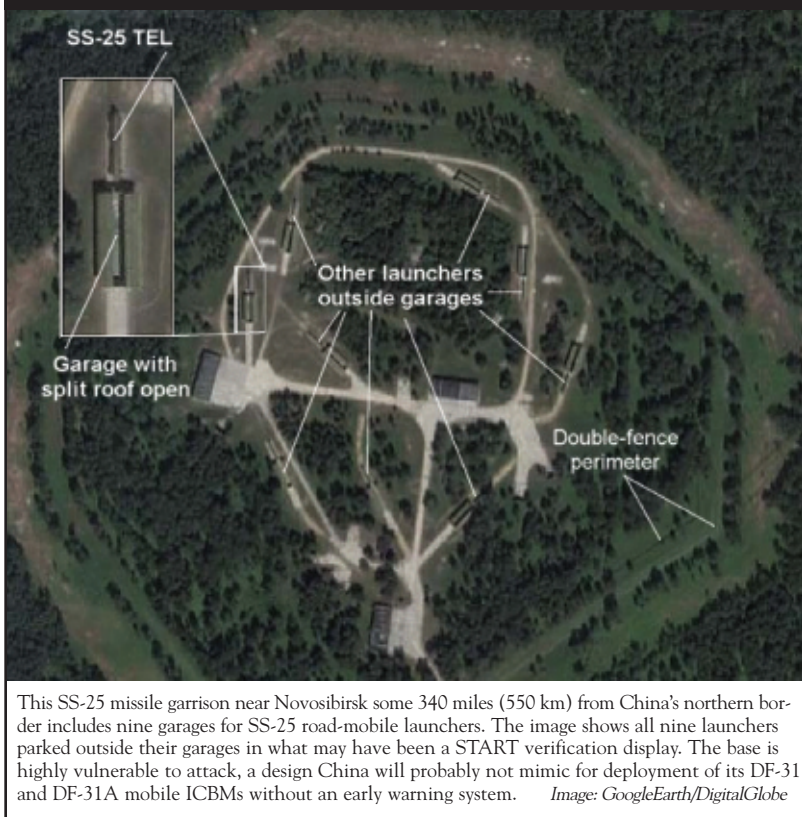 SS-25 TEL
Other launchers
outside garages
Garage with
split roof open
Double-fence
perimeter
This SS-25 missile garrison near Novosibirsk some 340 miles (550 km) from China's northern bor-
der includes nine garages for SS-25 road-mobile launchers. The image shows all nine launchers
parked outside their garages in what may have been a START verification display. The base is
highly vulnerable to attack, a design China will probably not mimic for deployment of its DF-31
and DF-31A mobile ICBMs without an early warning system. Image: GoogleEarth/DigitalGlobe